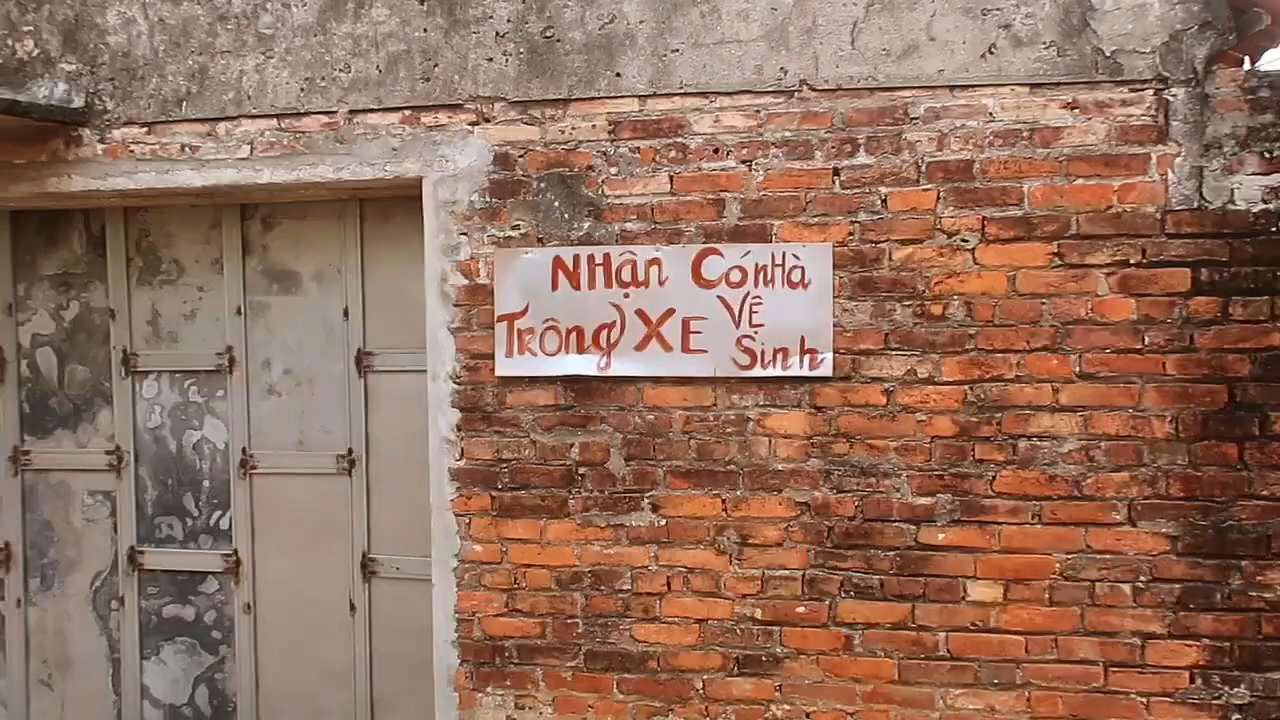 NHận CónHà
Trông XE VỆ
Sinh